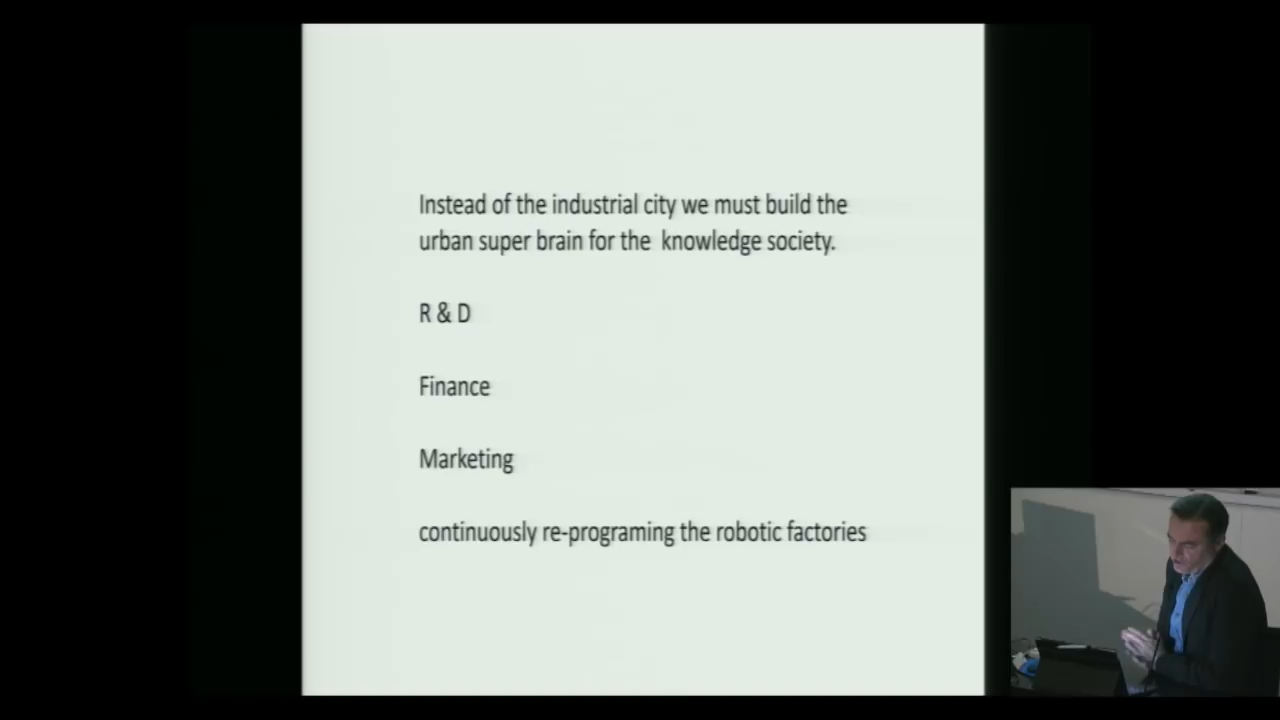 Instead of the industrial city we must build the
urban super brain for the knowledge society.
R & D
Finance
Marketing
continuously re-programing the robotic factories